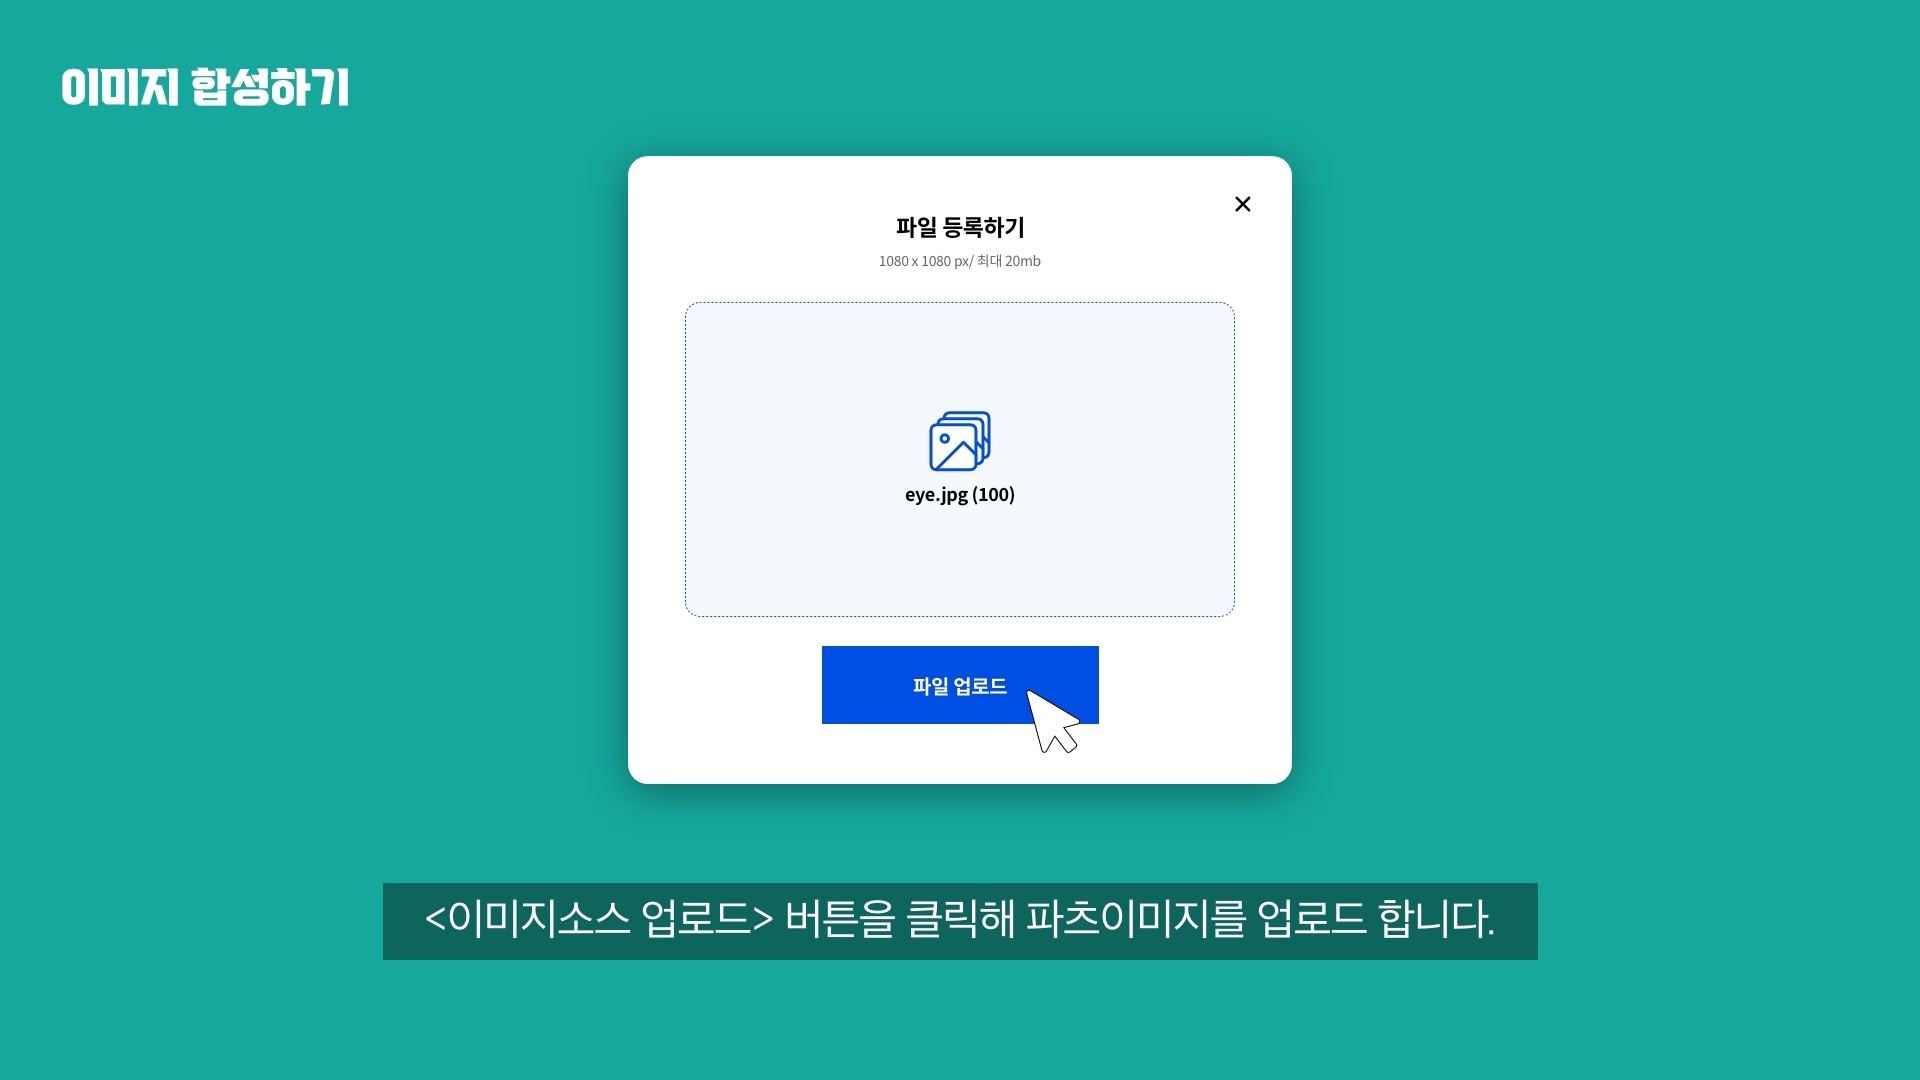 이미지 합성하기
파일 등록하기
1080 x 1080 px/ 최대 20mb
eye.jpg (100)
파일 업로드
<이미지소스 업로드> 버튼을 클릭해 파츠이미지를 업로드 합니다.